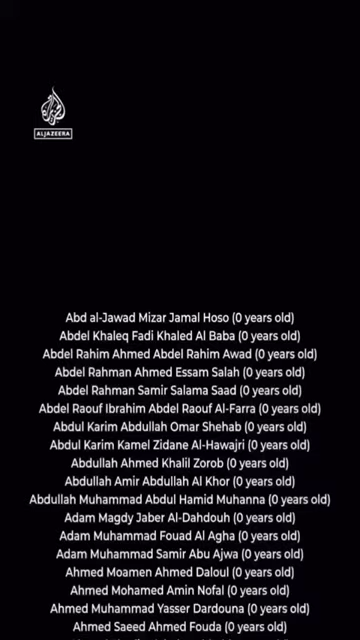 ALJAZEERA
Abd al-Jawad Mizar Jamal Hoso (0 years old)
Abdel Khaleq Fadi Khaled Al Baba (0 years old)
Abdel Rahim Ahmed Abdel Rahim Awad (0 years old)
Abdel Rahman Ahmed Essam Salah (0 years old)
Abdel Rahman Samir Salama Saad (0 years old)
Abdel Raouf Ibrahim Abdel Raouf Al-Farra (0 years old)
Abdul Karim Abdullah Omar Shehab (0 years old)
Abdul Karim Kamel Zidane Al-Hawajri (0 years old)
Abdullah Ahmed Khalil Zorob (0 years old)
Abdullah Amir Abdullah Al Khor (0 years old)
Abdullah Muhammad Abdul Hamid Muhanna (0 years old)
Adam Magdy Jaber Al-Dahdouh (0 years old)
Adam Muhammad Fouad Al Agha (0 years old)
Adam Muhammad Samir Abu Ajwa (0 years old)
Ahmed Moamen Ahmed Daloul (0 years old)
Ahmed Mohamed Amin Nofal (0 years old)
Ahmed Muhammad Yasser Dardouna (0 years old)
Ahmed Saeed Ahmed Fouda (0 years old)